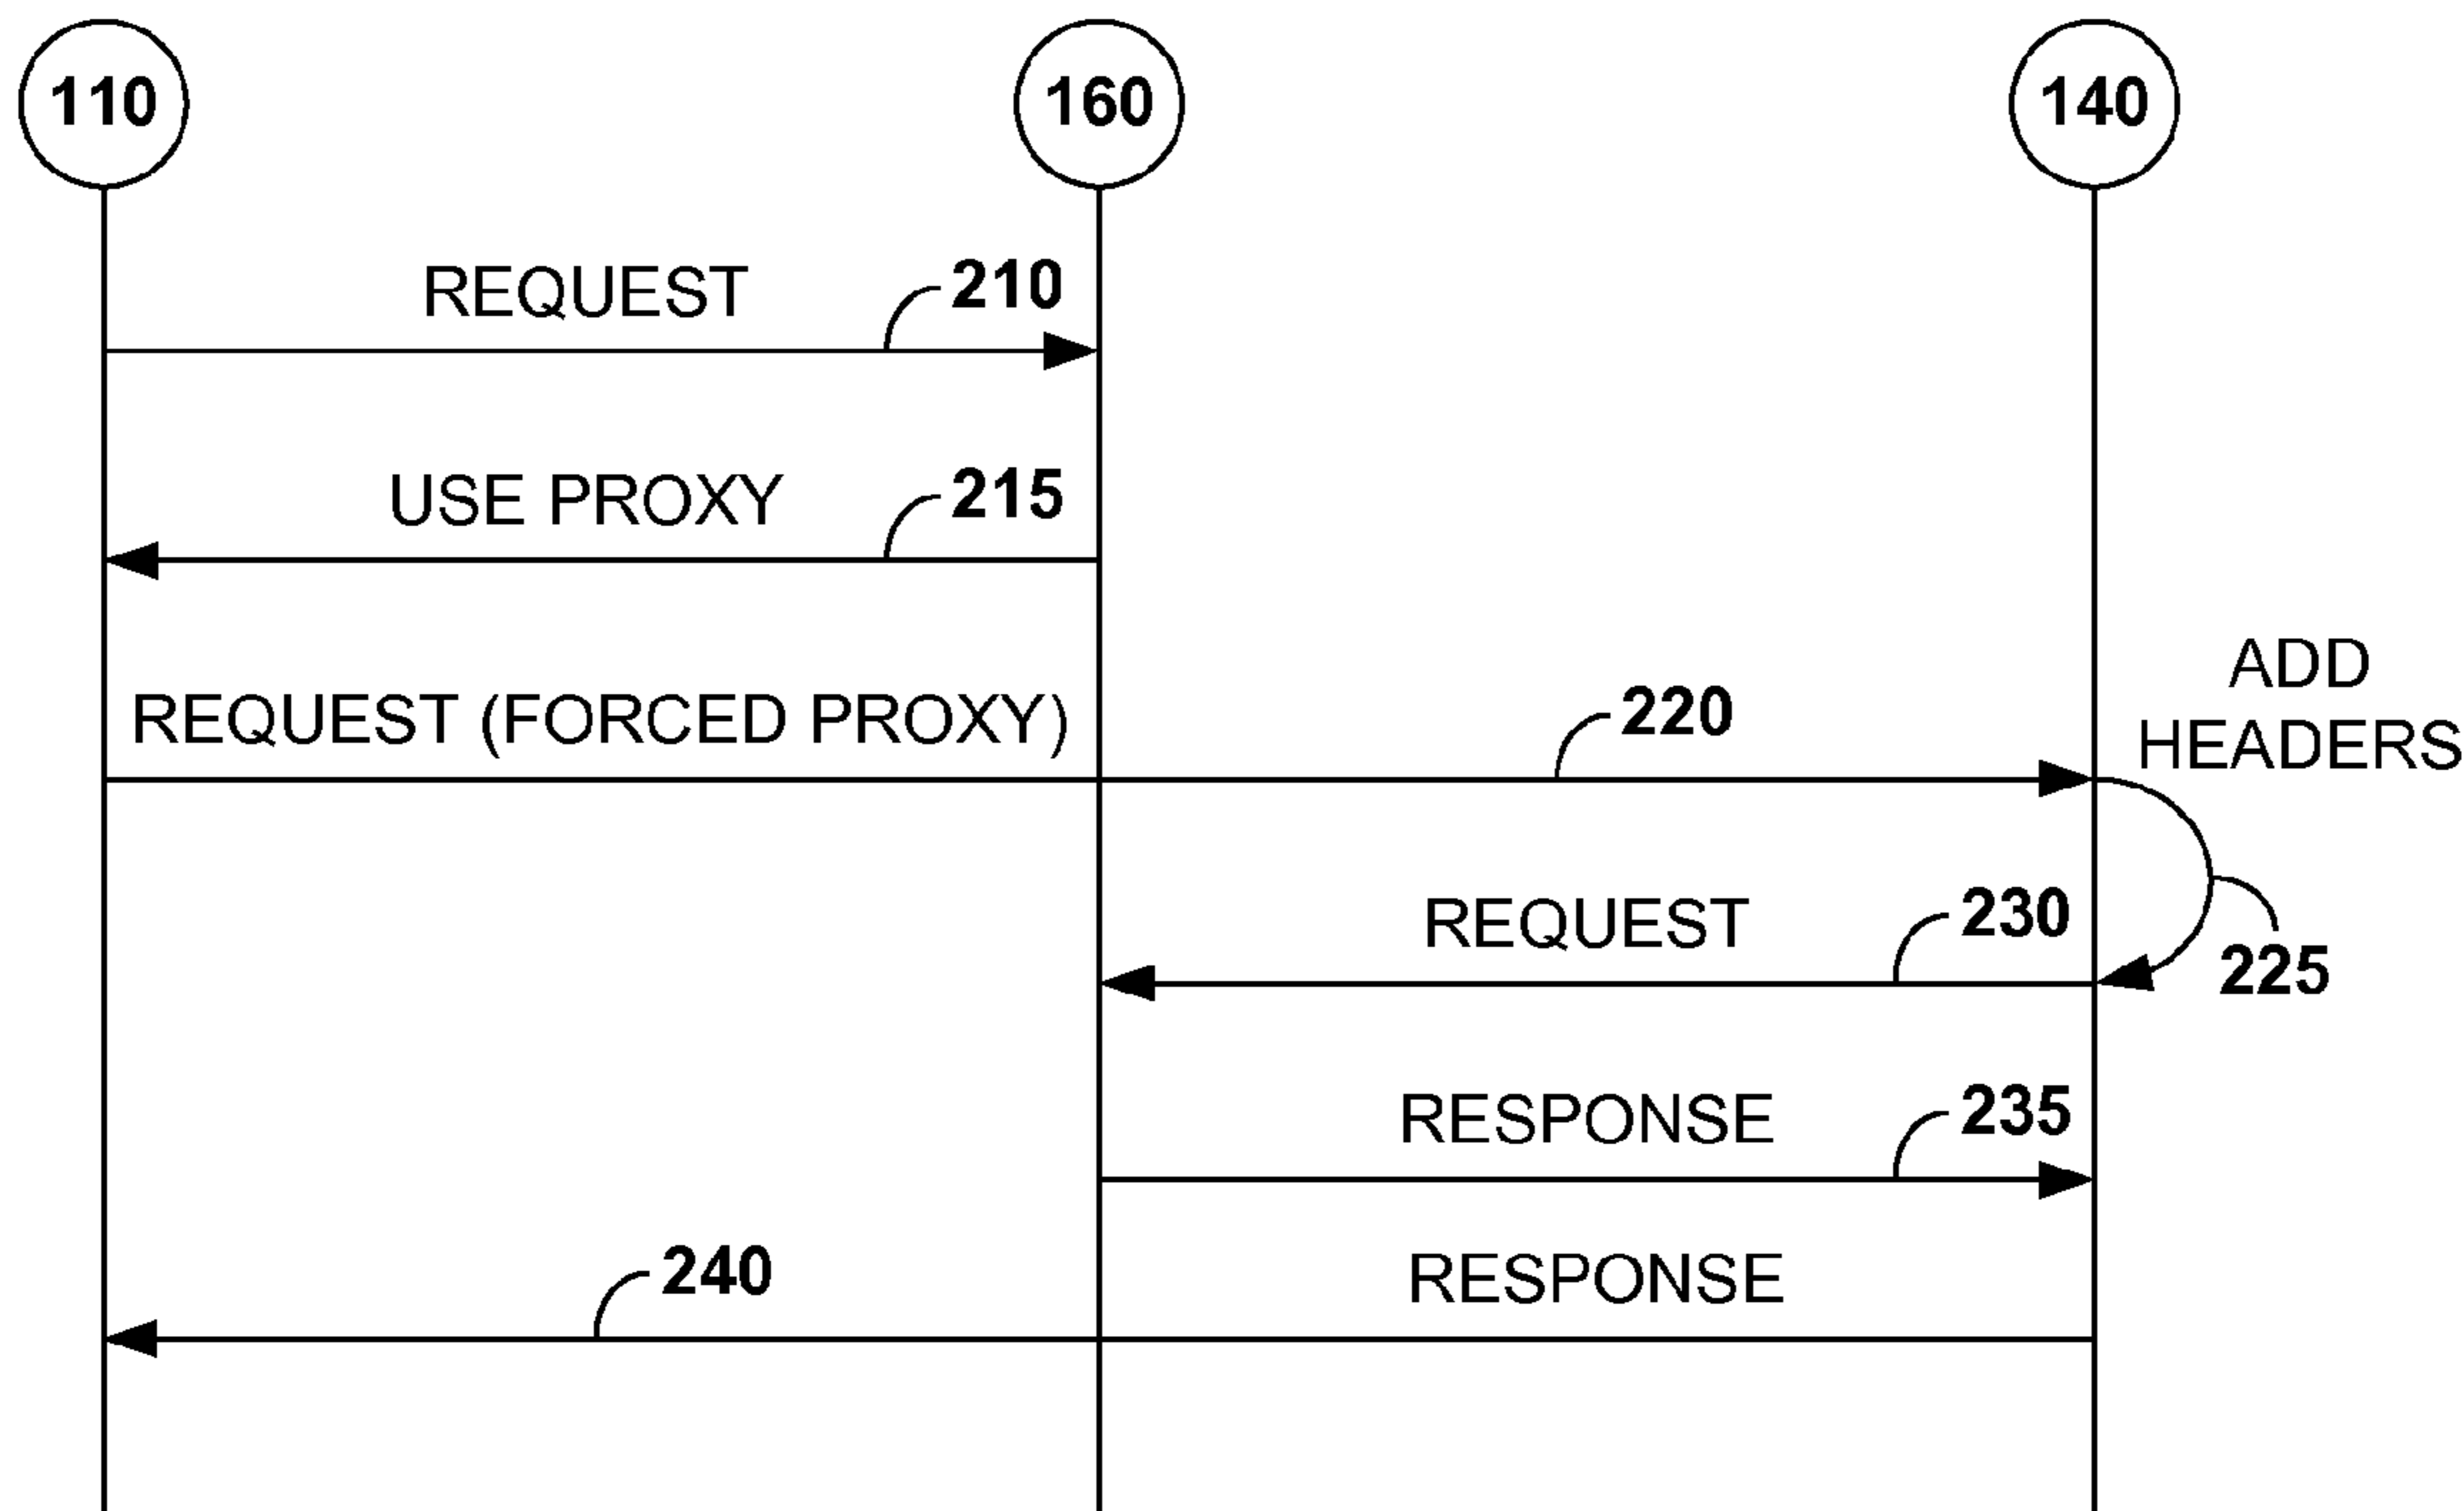 110
160
140
REQUEST
210
USE PROXY
215
REQUEST (FORCED PROXY)
220
ADD
HEADERS
REQUEST
230
225
RESPONSE
235
240
RESPONSE